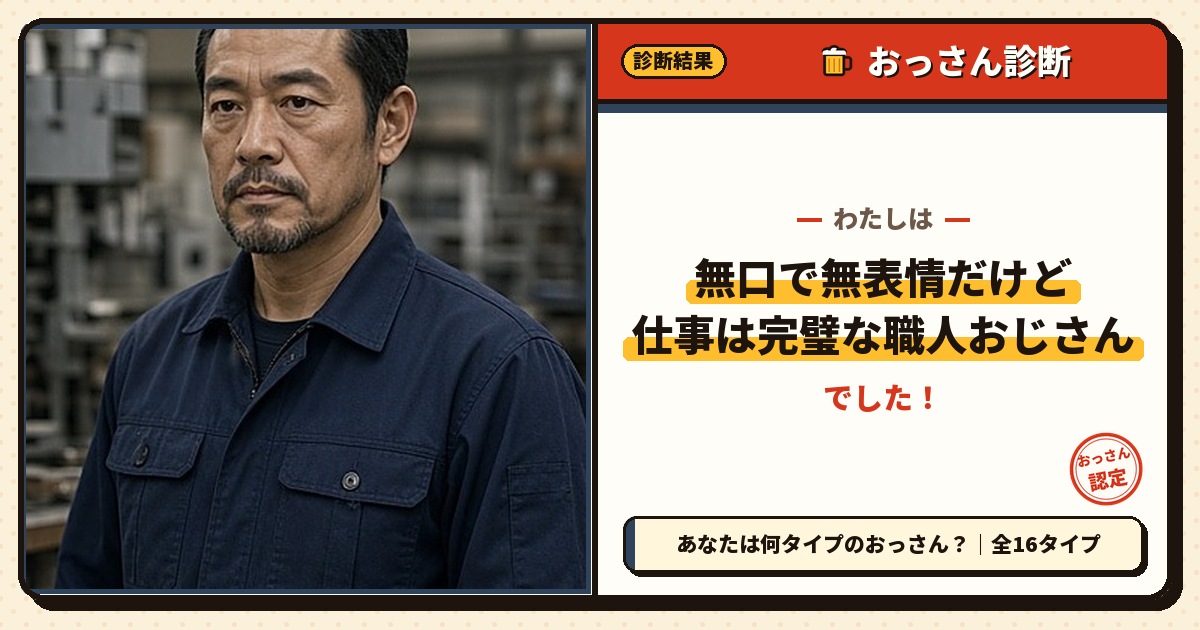 診断結果
おっさん診断
わたしは
無口で無表情だけど
仕事は完璧な職人おじさん
でした！
おっさん
認定
あなたは何タイプのおっさん？｜全16タイプ